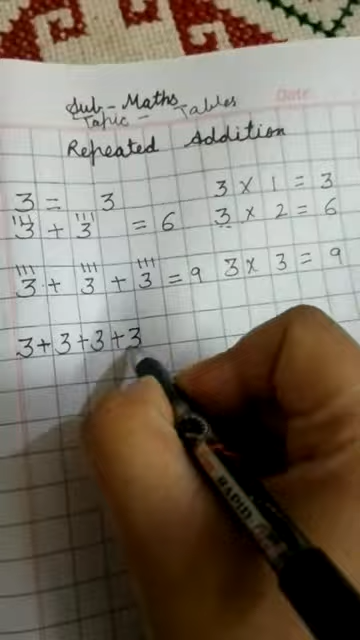 Date
Sub - Maths
Topic - Tables
Repeated Addition
3 = 3 3 x 1 = 3
3 + 3 = 6 3 x 2 = 6
3 + 3 + 3 = 9 3 x 3 = 9
3+3+3+3